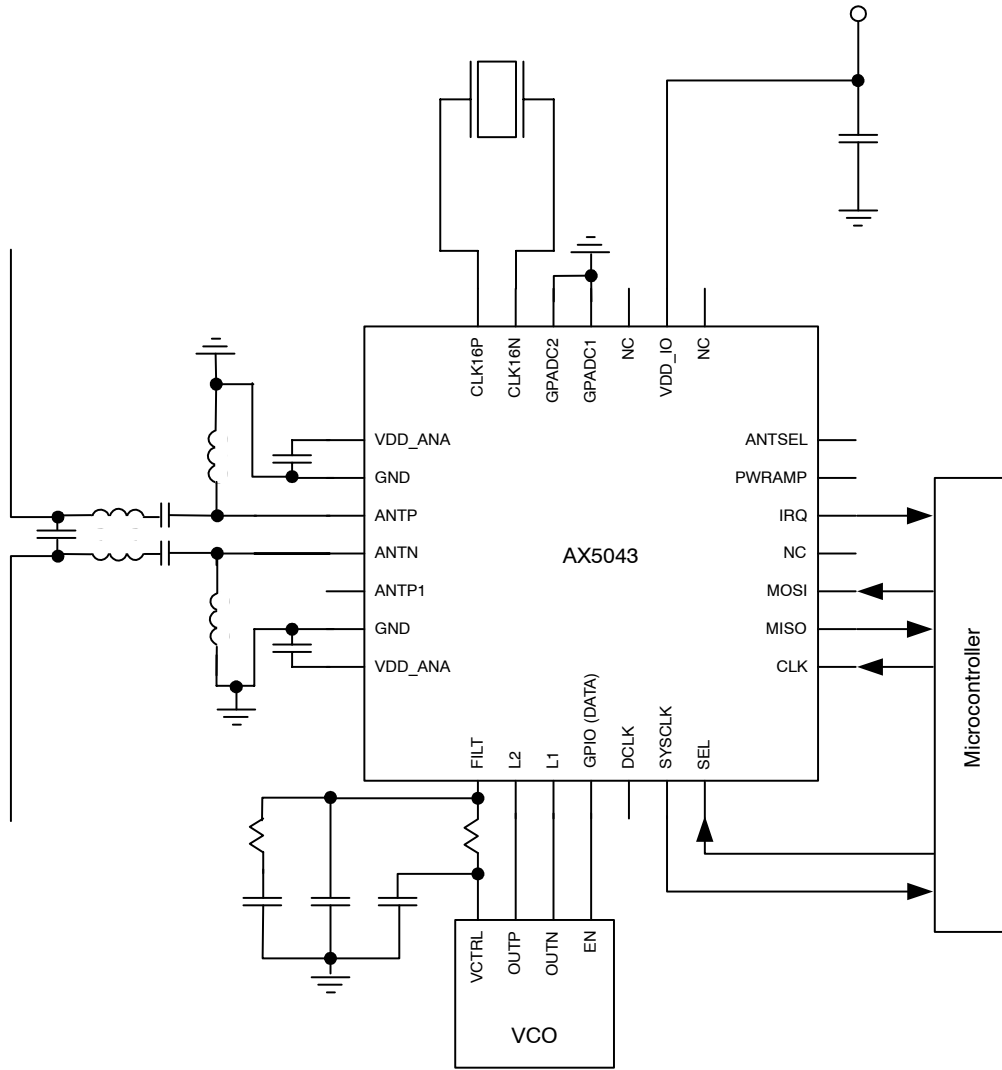 CLK16P
CLK16N
GPADC2
GPADC1
NC
VDD_IO
NC
VDD_ANA
GND
ANTP
ANTN
ANTP1
GND
VDD_ANA
AX5043
ANTSEL
PWRAMP
IRQ
NC
MOSI
MISO
CLK
FILT
L2
L1
GPIO (DATA)
DCLK
SYSCLK
SEL
Microcontroller
VCTRL
OUTP
OUTN
EN
VCO